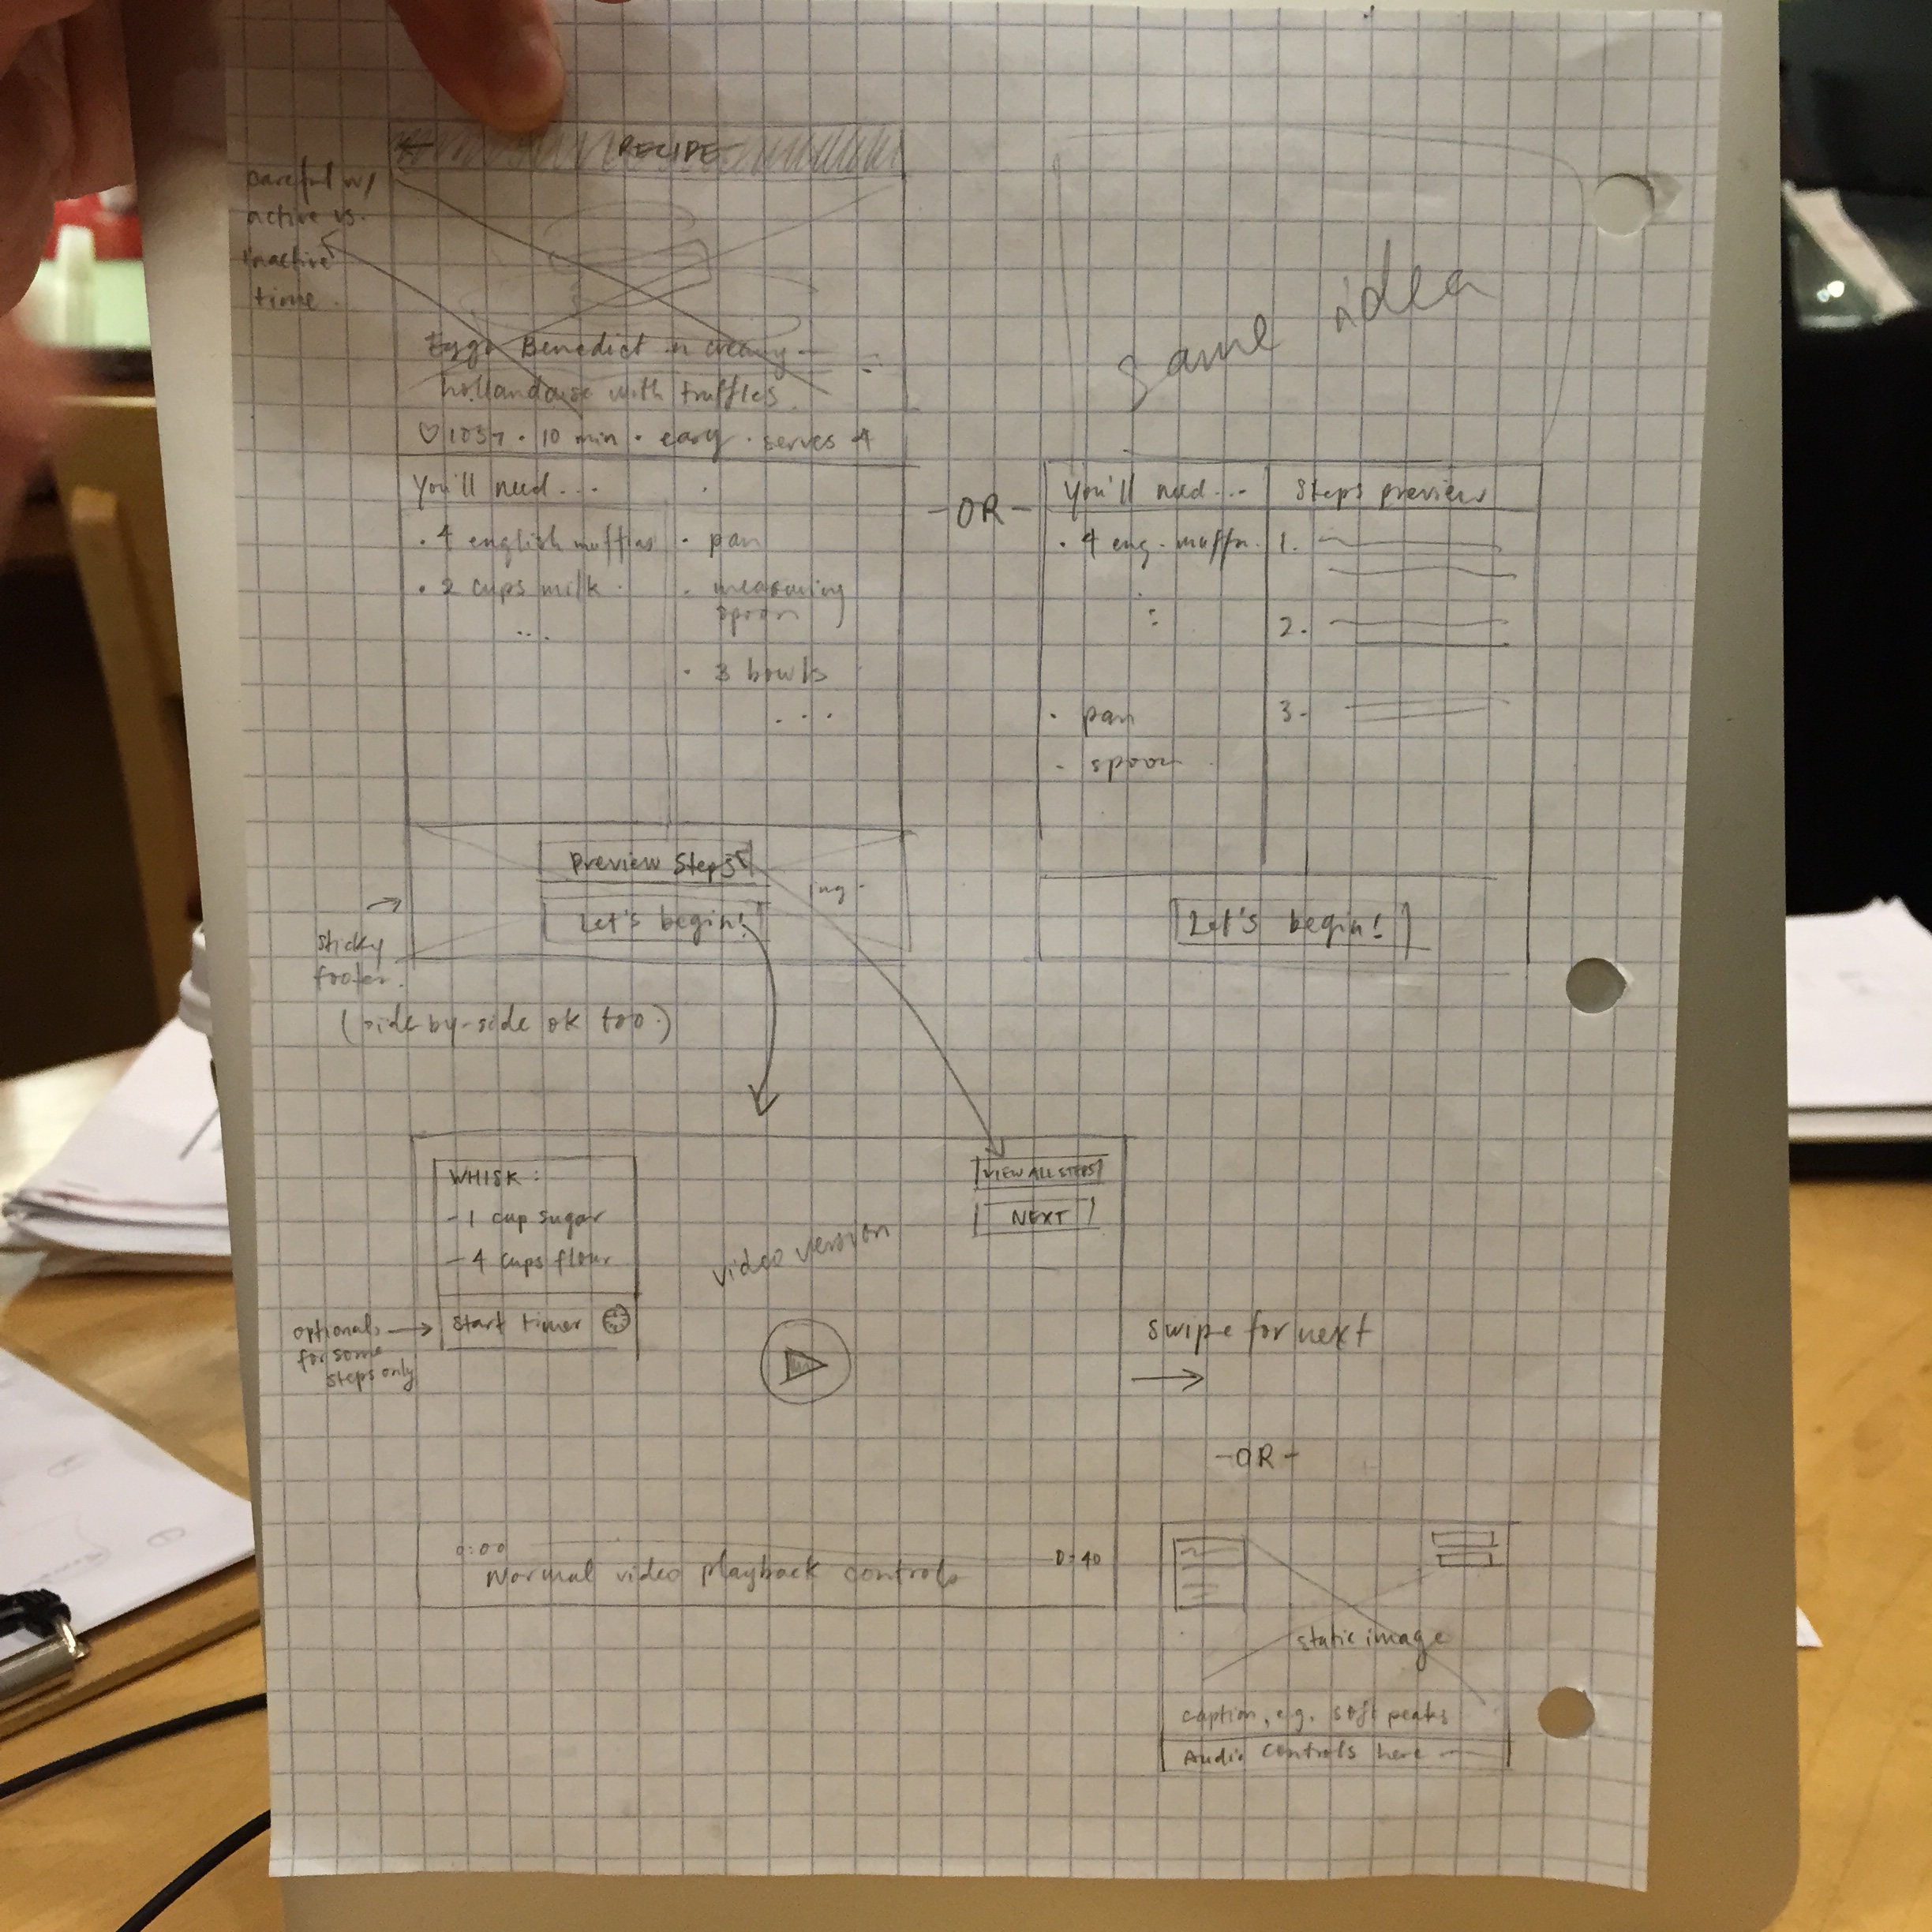 RECIPE
careful w/
active vs.
inactive
time.
Eggs Benedict in creamy
hollandaise with truffles
♡ 1037 · 10 min · easy · serves 4
You'll need...
· 4 english muffins
· 2 cups milk
...
· pan
· measuring
spoon
· 3 bowls
...
Preview Steps
Let's begin!
ing.
sticky
footer.
(side-by-side ok too)
-OR-
same idea
You'll need...
Steps preview
· 4 eng. muffn.
1.
2.
3.
· pan
- spoon
Let's begin!
WHISK:
- 1 cup sugar
- 4 cups flour
Start timer
optional,
for some
steps only
video version
VIEW ALL STEPS
NEXT
0:00
0:40
Normal video playback controls
swipe for next
-OR-
static image
caption, e.g. soft peaks
Audio controls here